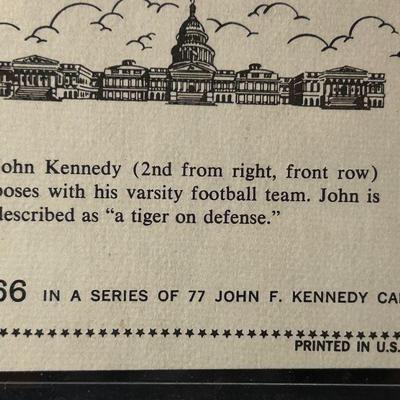 John Kennedy (2nd from right, front row)
poses with his varsity football team. John is
described as “a tiger on defense.”
66 IN A SERIES OF 77 JOHN F. KENNEDY CA
PRINTED IN U.S.